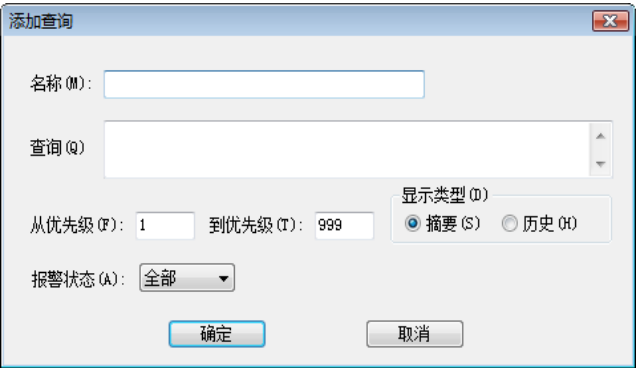 添加查询
名称(M):
查询(Q)
显示类型(D)
从优先级(F): 1 到优先级(T): 999 摘要(S) 历史(H)
报警状态(A): 全部
确定 取消